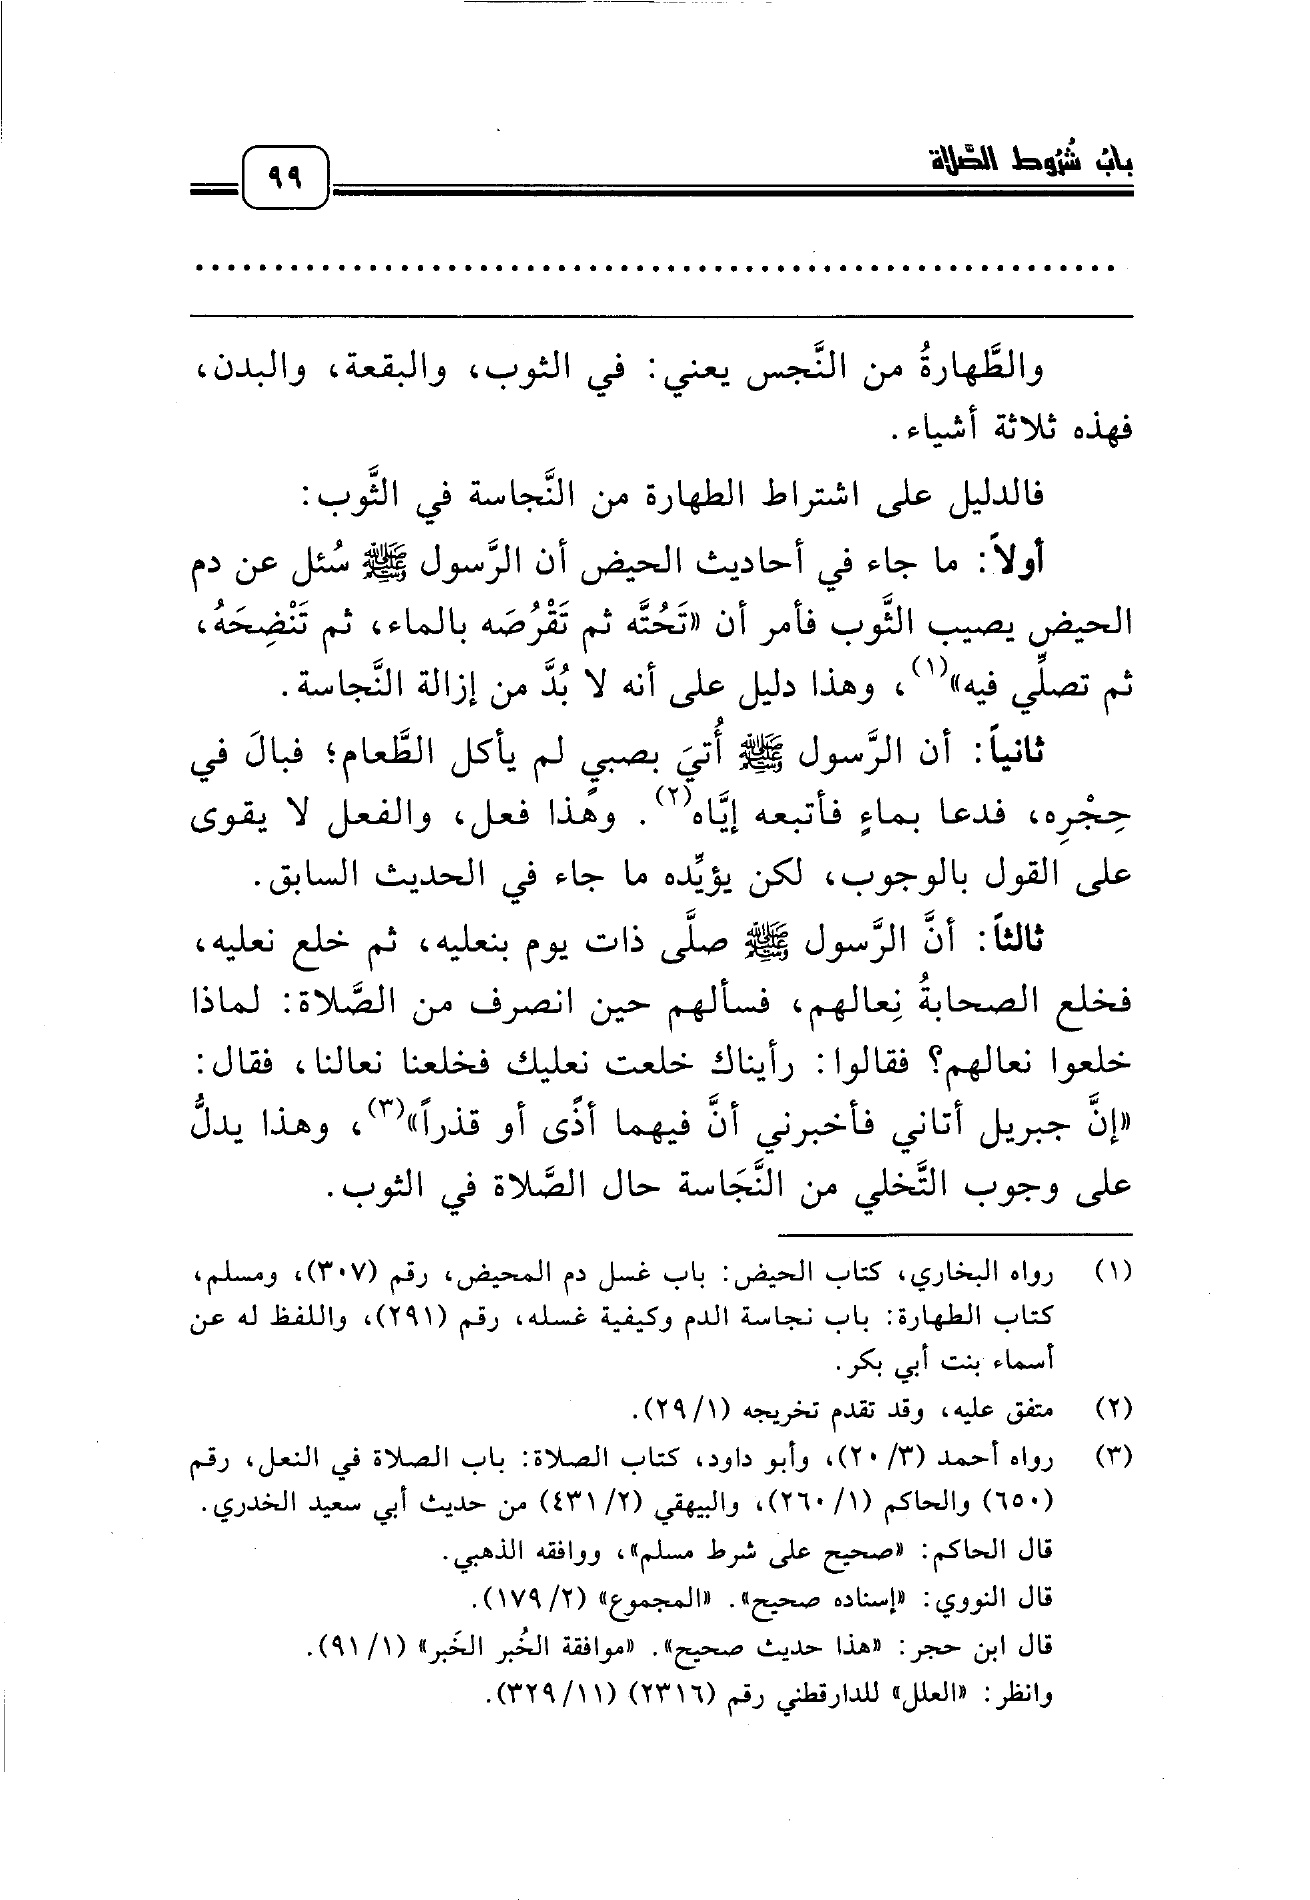 بابُ شُرُوط الصَّلاة
٩٩
والطَّهارةُ من النَّجس يعني: في الثوب، والبقعة، والبدن،
فهذه ثلاثة أشياء.
فالدليل على اشتراط الطهارة من النَّجاسة في الثَّوب:
أولاً: ما جاء في أحاديث الحيض أن الرَّسول ﷺ سُئل عن دم
الحيض يصيب الثَّوب فأمر أن «تَحُتَّه ثم تَقْرُصَه بالماء، ثم تَنْضِحَهُ،
ثم تصلِّي فيه»(١)، وهذا دليل على أنه لا بُدَّ من إزالة النَّجاسة.
ثانياً: أن الرَّسول ﷺ أُتيَ بصبيٍ لم يأكل الطَّعام؛ فبالَ في
حِجْرِه، فدعا بماءٍ فأتبعه إيَّاه(٢). وهذا فعل، والفعل لا يقوى
على القول بالوجوب، لكن يؤيِّده ما جاء في الحديث السابق.
ثالثاً: أنَّ الرَّسول ﷺ صلَّى ذات يوم بنعليه، ثم خلع نعليه،
فخلع الصحابةُ نِعالهم، فسألهم حين انصرف من الصَّلاة: لماذا
خلعوا نعالهم؟ فقالوا: رأيناك خلعت نعليك فخلعنا نعالنا، فقال:
«إنَّ جبريل أتاني فأخبرني أنَّ فيهما أذًى أو قذراً»(٣)، وهذا يدلُّ
على وجوب التَّخلي من النَّجَاسة حال الصَّلاة في الثوب.
(١) رواه البخاري، كتاب الحيض: باب غسل دم المحيض، رقم (٣٠٧)، ومسلم،
كتاب الطهارة: باب نجاسة الدم وكيفية غسله، رقم (٢٩١)، واللفظ له عن
أسماء بنت أبي بكر.
(٢) متفق عليه، وقد تقدم تخريجه (٢٩/١).
(٣) رواه أحمد (٢٠/٣)، وأبو داود، كتاب الصلاة: باب الصلاة في النعل، رقم
(٦٥٠) والحاكم (٢٦٠/١)، والبيهقي (٤٣١/٢) من حديث أبي سعيد الخدري.
قال الحاكم: «صحيح على شرط مسلم»، ووافقه الذهبي.
قال النووي: «إسناده صحيح». «المجموع» (١٧٩/٢).
قال ابن حجر: «هذا حديث صحيح». «موافقة الخُبر الخَبر» (٩١/١).
وانظر: «العلل» للدارقطني رقم (٢٣١٦) (٣٢٩/١١).